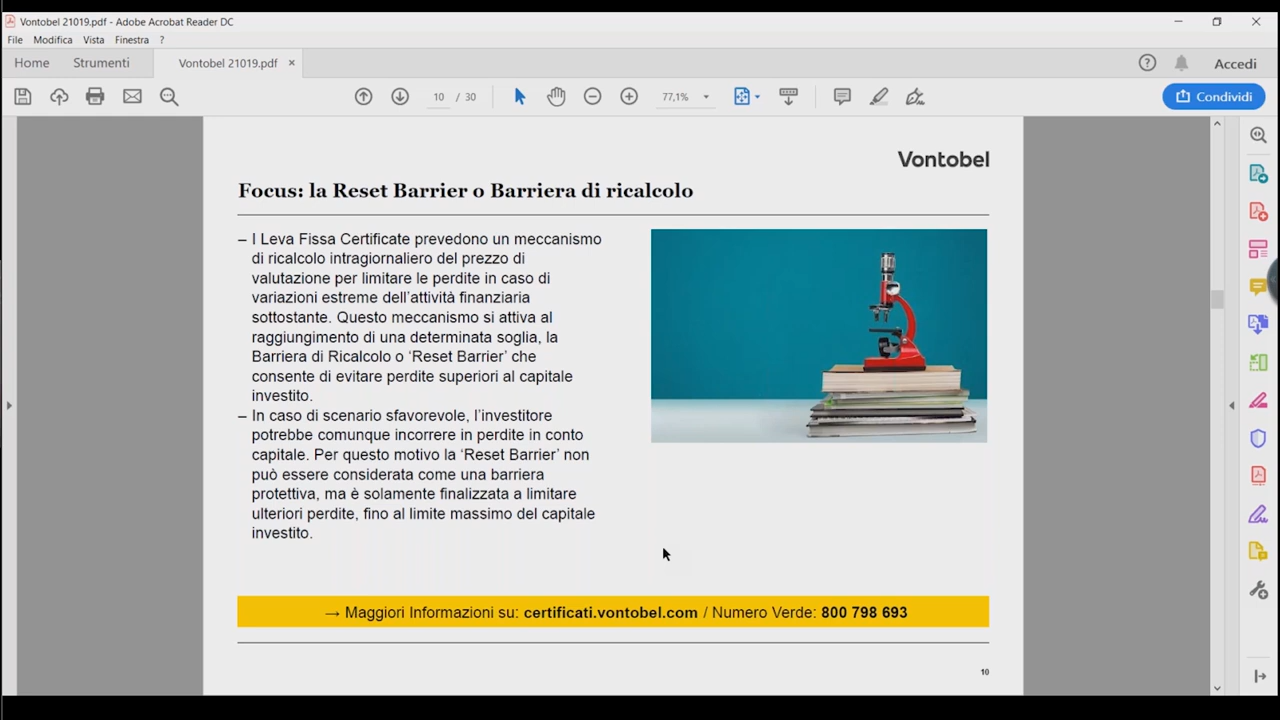 Vontobel 21019.pdf - Adobe Acrobat Reader DC
File Modifica Vista Finestra ?
Home Strumenti Vontobel 21019.pdf × Accedi
10 / 30 77,1% Condividi
Vontobel
Focus: la Reset Barrier o Barriera di ricalcolo
– I Leva Fissa Certificate prevedono un meccanismo
di ricalcolo intragiornaliero del prezzo di
valutazione per limitare le perdite in caso di
variazioni estreme dell’attività finanziaria
sottostante. Questo meccanismo si attiva al
raggiungimento di una determinata soglia, la
Barriera di Ricalcolo o ‘Reset Barrier’ che
consente di evitare perdite superiori al capitale
investito.
– In caso di scenario sfavorevole, l’investitore
potrebbe comunque incorrere in perdite in conto
capitale. Per questo motivo la ‘Reset Barrier’ non
può essere considerata come una barriera
protettiva, ma è solamente finalizzata a limitare
ulteriori perdite, fino al limite massimo del capitale
investito.
→ Maggiori Informazioni su: certificati.vontobel.com / Numero Verde: 800 798 693
10